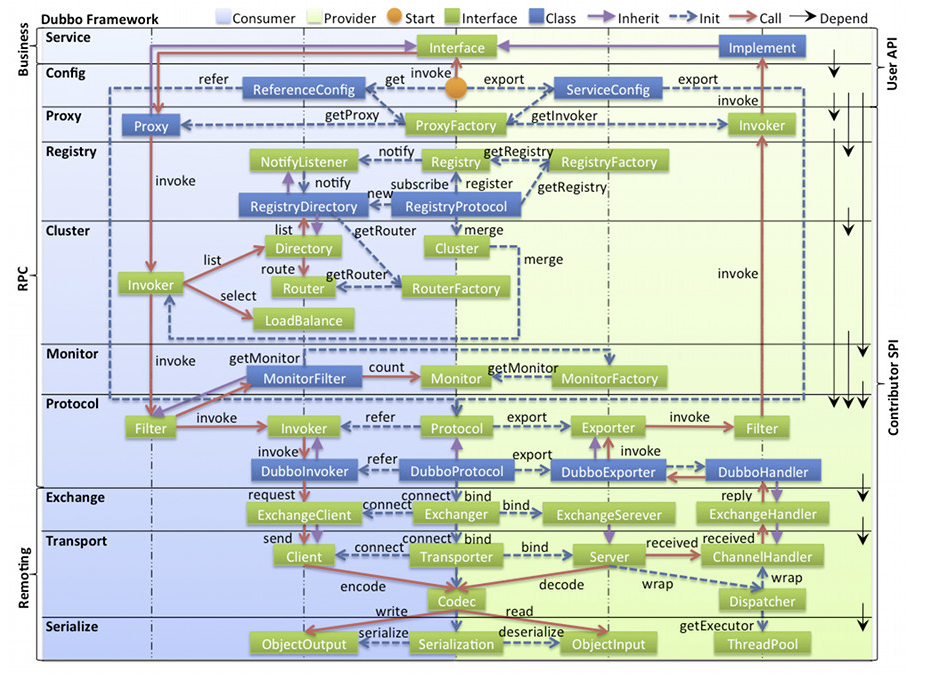 Dubbo Framework
Consumer Provider Start Interface Class Inherit Init Call Depend
Business
RPC
Remoting
User API
Contributor SPI
Service
Interface
Implement
Config
invoke
refer
get
export
export
ReferenceConfig
ServiceConfig
invoke
Proxy
Proxy
getProxy
ProxyFactory
getInvoker
Invoker
Registry
NotifyListener
notify
Registry
getRegistry
RegistryFactory
invoke
notify
subscribe
register
getRegistry
new
RegistryDirectory
RegistryProtocol
Cluster
list
getRouter
merge
Directory
Cluster
list
merge
route
getRouter
invoke
Invoker
Router
RouterFactory
select
LoadBalance
Monitor
getMonitor
invoke
count
getMonitor
MonitorFilter
Monitor
MonitorFactory
Protocol
invoke
refer
export
invoke
Filter
Invoker
Protocol
Exporter
Filter
invoke
refer
export
invoke
DubboInvoker
DubboProtocol
DubboExporter
DubboHandler
Exchange
request
connect
bind
reply
connect
bind
ExchangeClient
Exchanger
ExchangeSerever
ExchangeHandler
Transport
send
connect
bind
received
received
connect
bind
Client
Transporter
Server
ChannelHandler
encode
decode
wrap
wrap
Codec
Dispatcher
write
read
Serialize
getExecutor
serialize
deserialize
ObjectOutput
Serialization
ObjectInput
ThreadPool